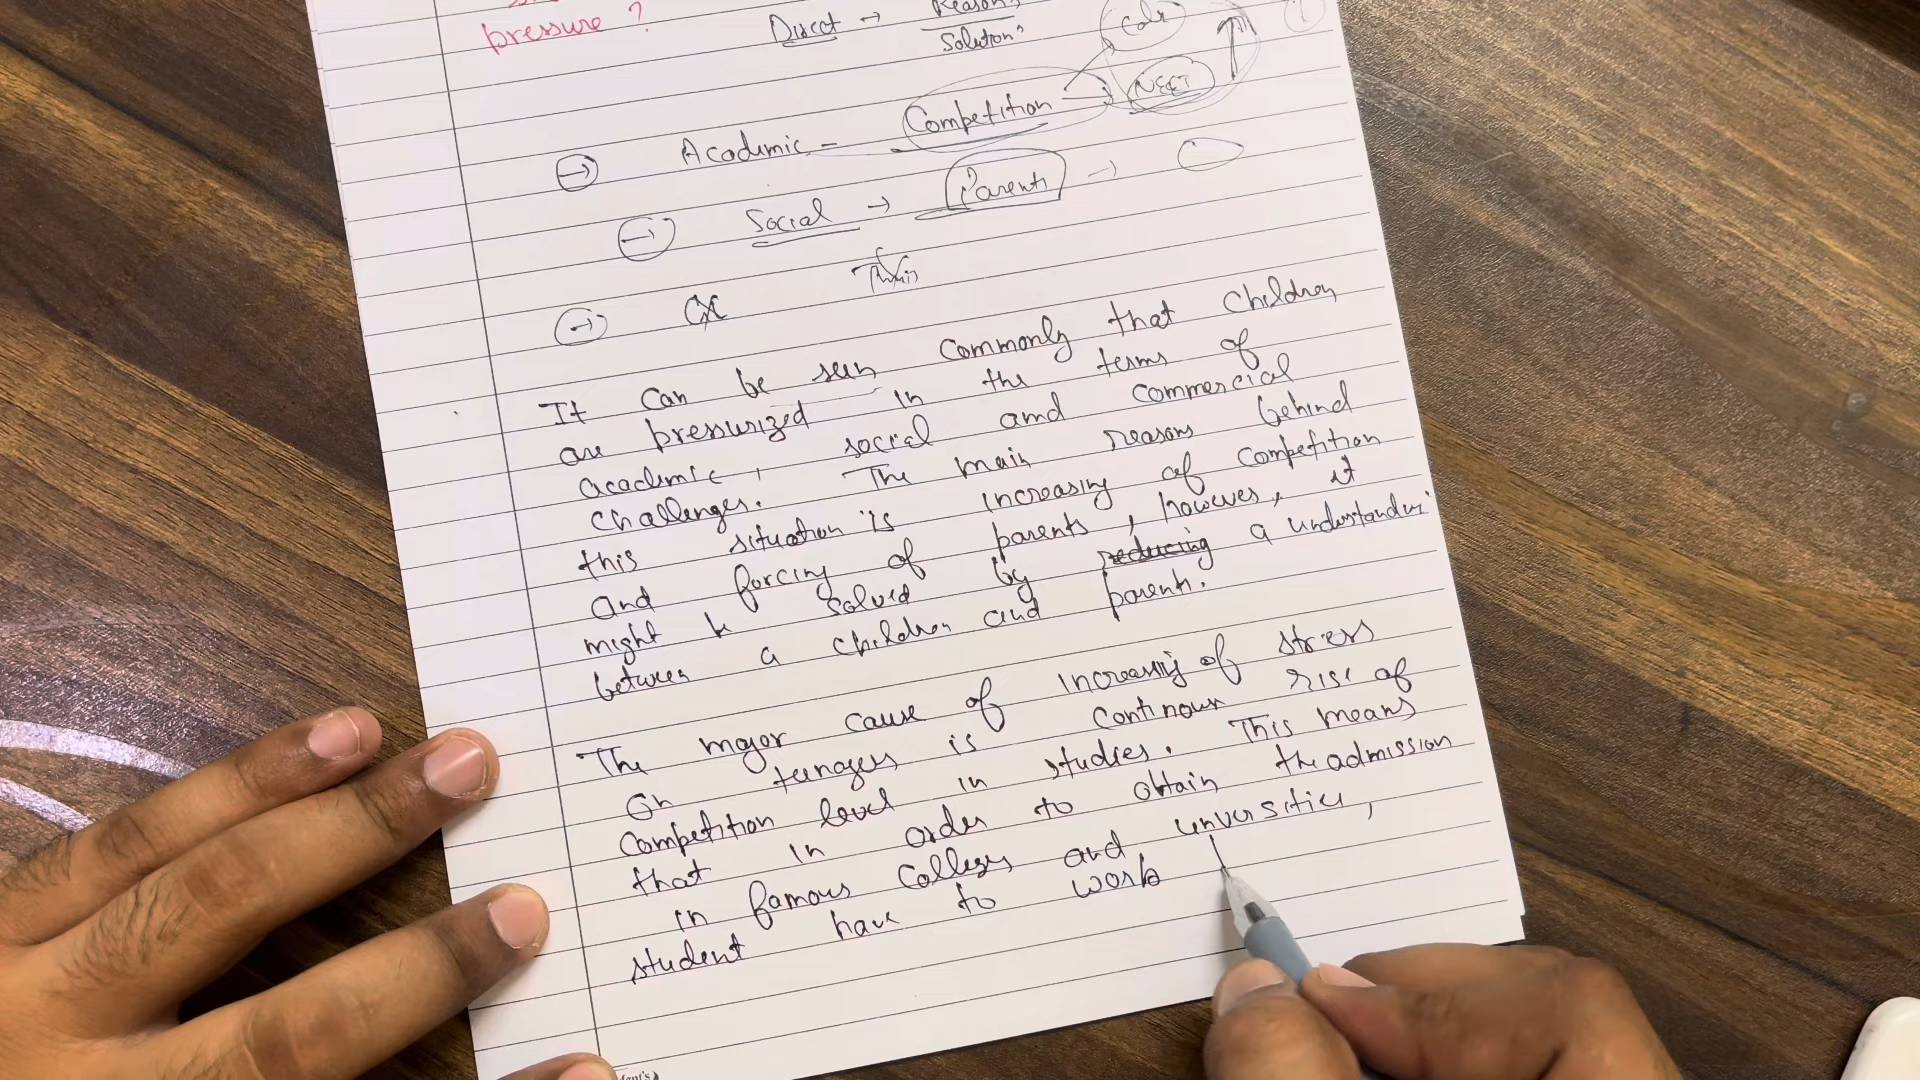 pressure ?
Direct → Reasons
Solutions
NEET
→ Academic - Competition →
→ Social → Parents →
→
It can be seen commonly that children
are pressurized in the terms of
academic, social and commercial
challenges. The main reasons behind
this situation is increasing of competition
and forcing of parents, however, it
might be solved by reducing a understandi
between a children and parents.
The major cause of increasing of stress
on teenagers is continous rise of
competition level in studies. This means
that in order to obtain the admission
in famous colleges and unversities,
student have to work